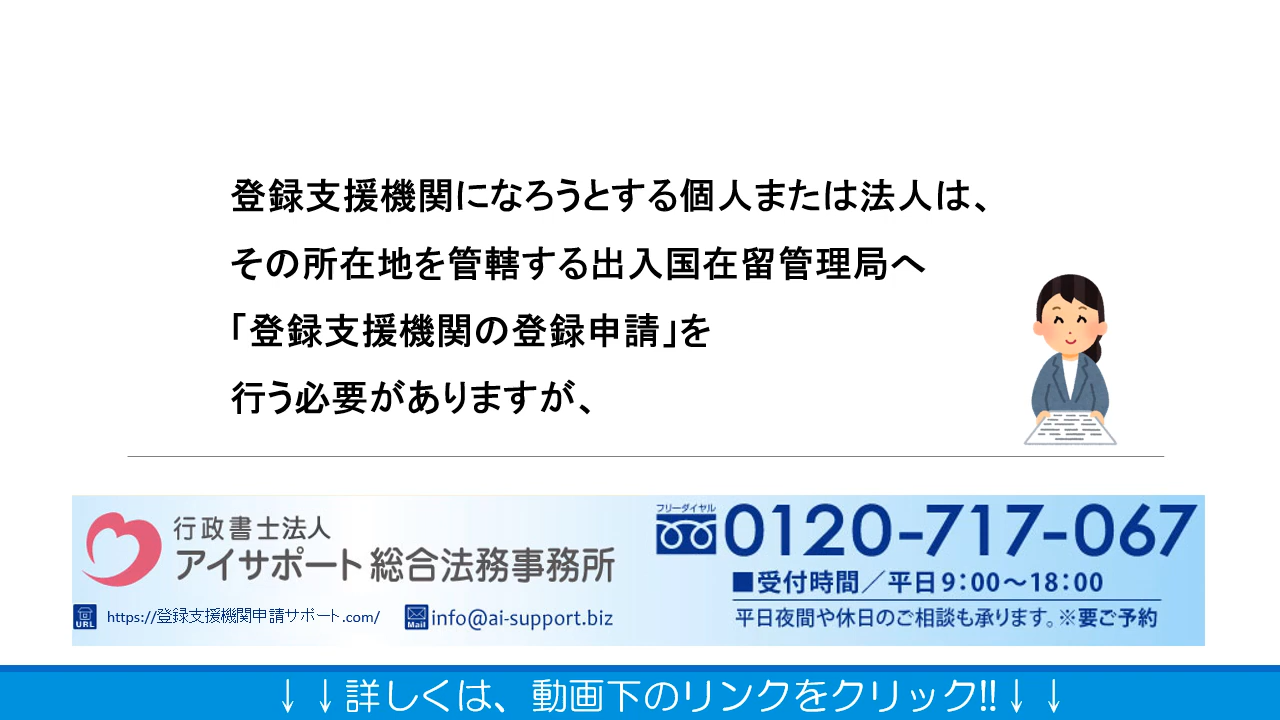 登録支援機関になろうとする個人または法人は、
その所在地を管轄する出入国在留管理局へ
「登録支援機関の登録申請」を
行う必要がありますが、
行政書士法人
アイサポート総合法務事務所
フリーダイヤル
0120-717-067
■受付時間／平日9:00～18:00
平日夜間や休日のご相談も承ります。※要ご予約
URL https://登録支援機関申請サポート.com/
Mail info@ai-support.biz
↓↓詳しくは、動画下のリンクをクリック!!↓↓